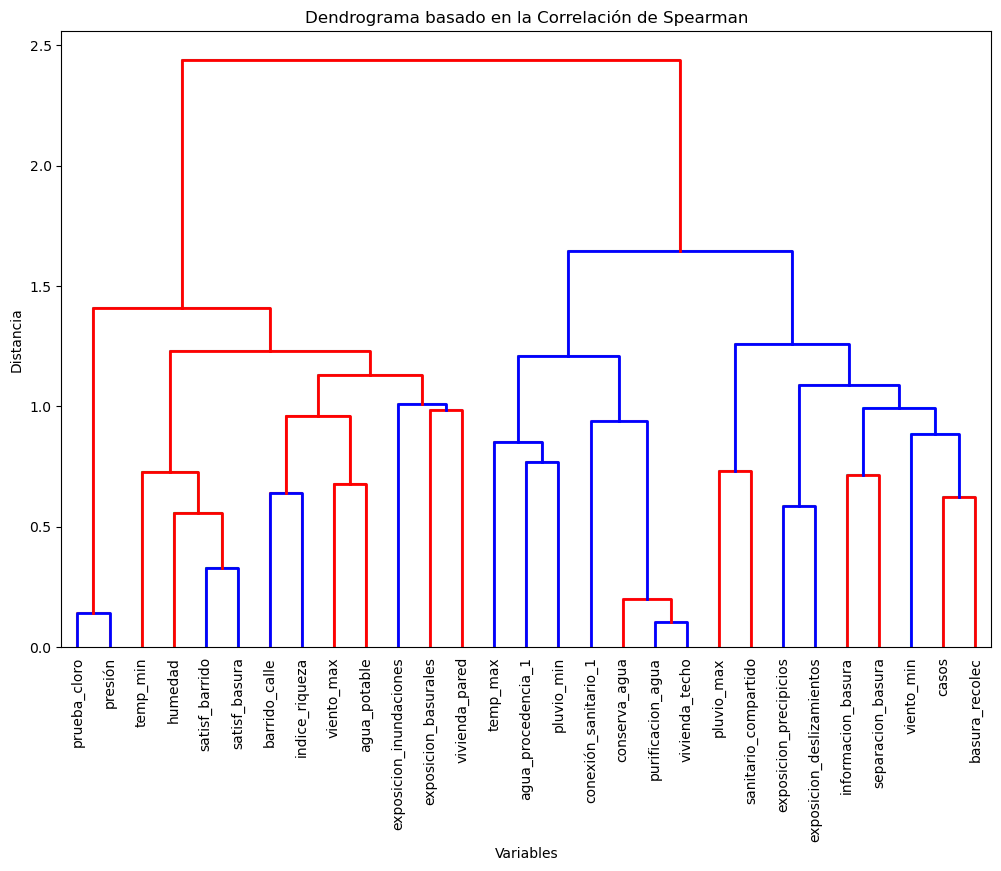 Dendrograma basado en la Correlación de Spearman
2.5
2.0
1.5
1.0
0.5
0.0
Distancia
prueba_cloro
presión
temp_min
humedad
satisf_barrido
satisf_basura
barrido_calle
indice_riqueza
viento_max
agua_potable
exposicion_inundaciones
exposicion_basurales
vivienda_pared
temp_max
agua_procedencia_1
pluvio_min
conexión_sanitario_1
conserva_agua
purificacion_agua
vivienda_techo
pluvio_max
sanitario_compartido
exposicion_precipicios
exposicion_deslizamientos
informacion_basura
separacion_basura
viento_min
casos
basura_recolec
Variables